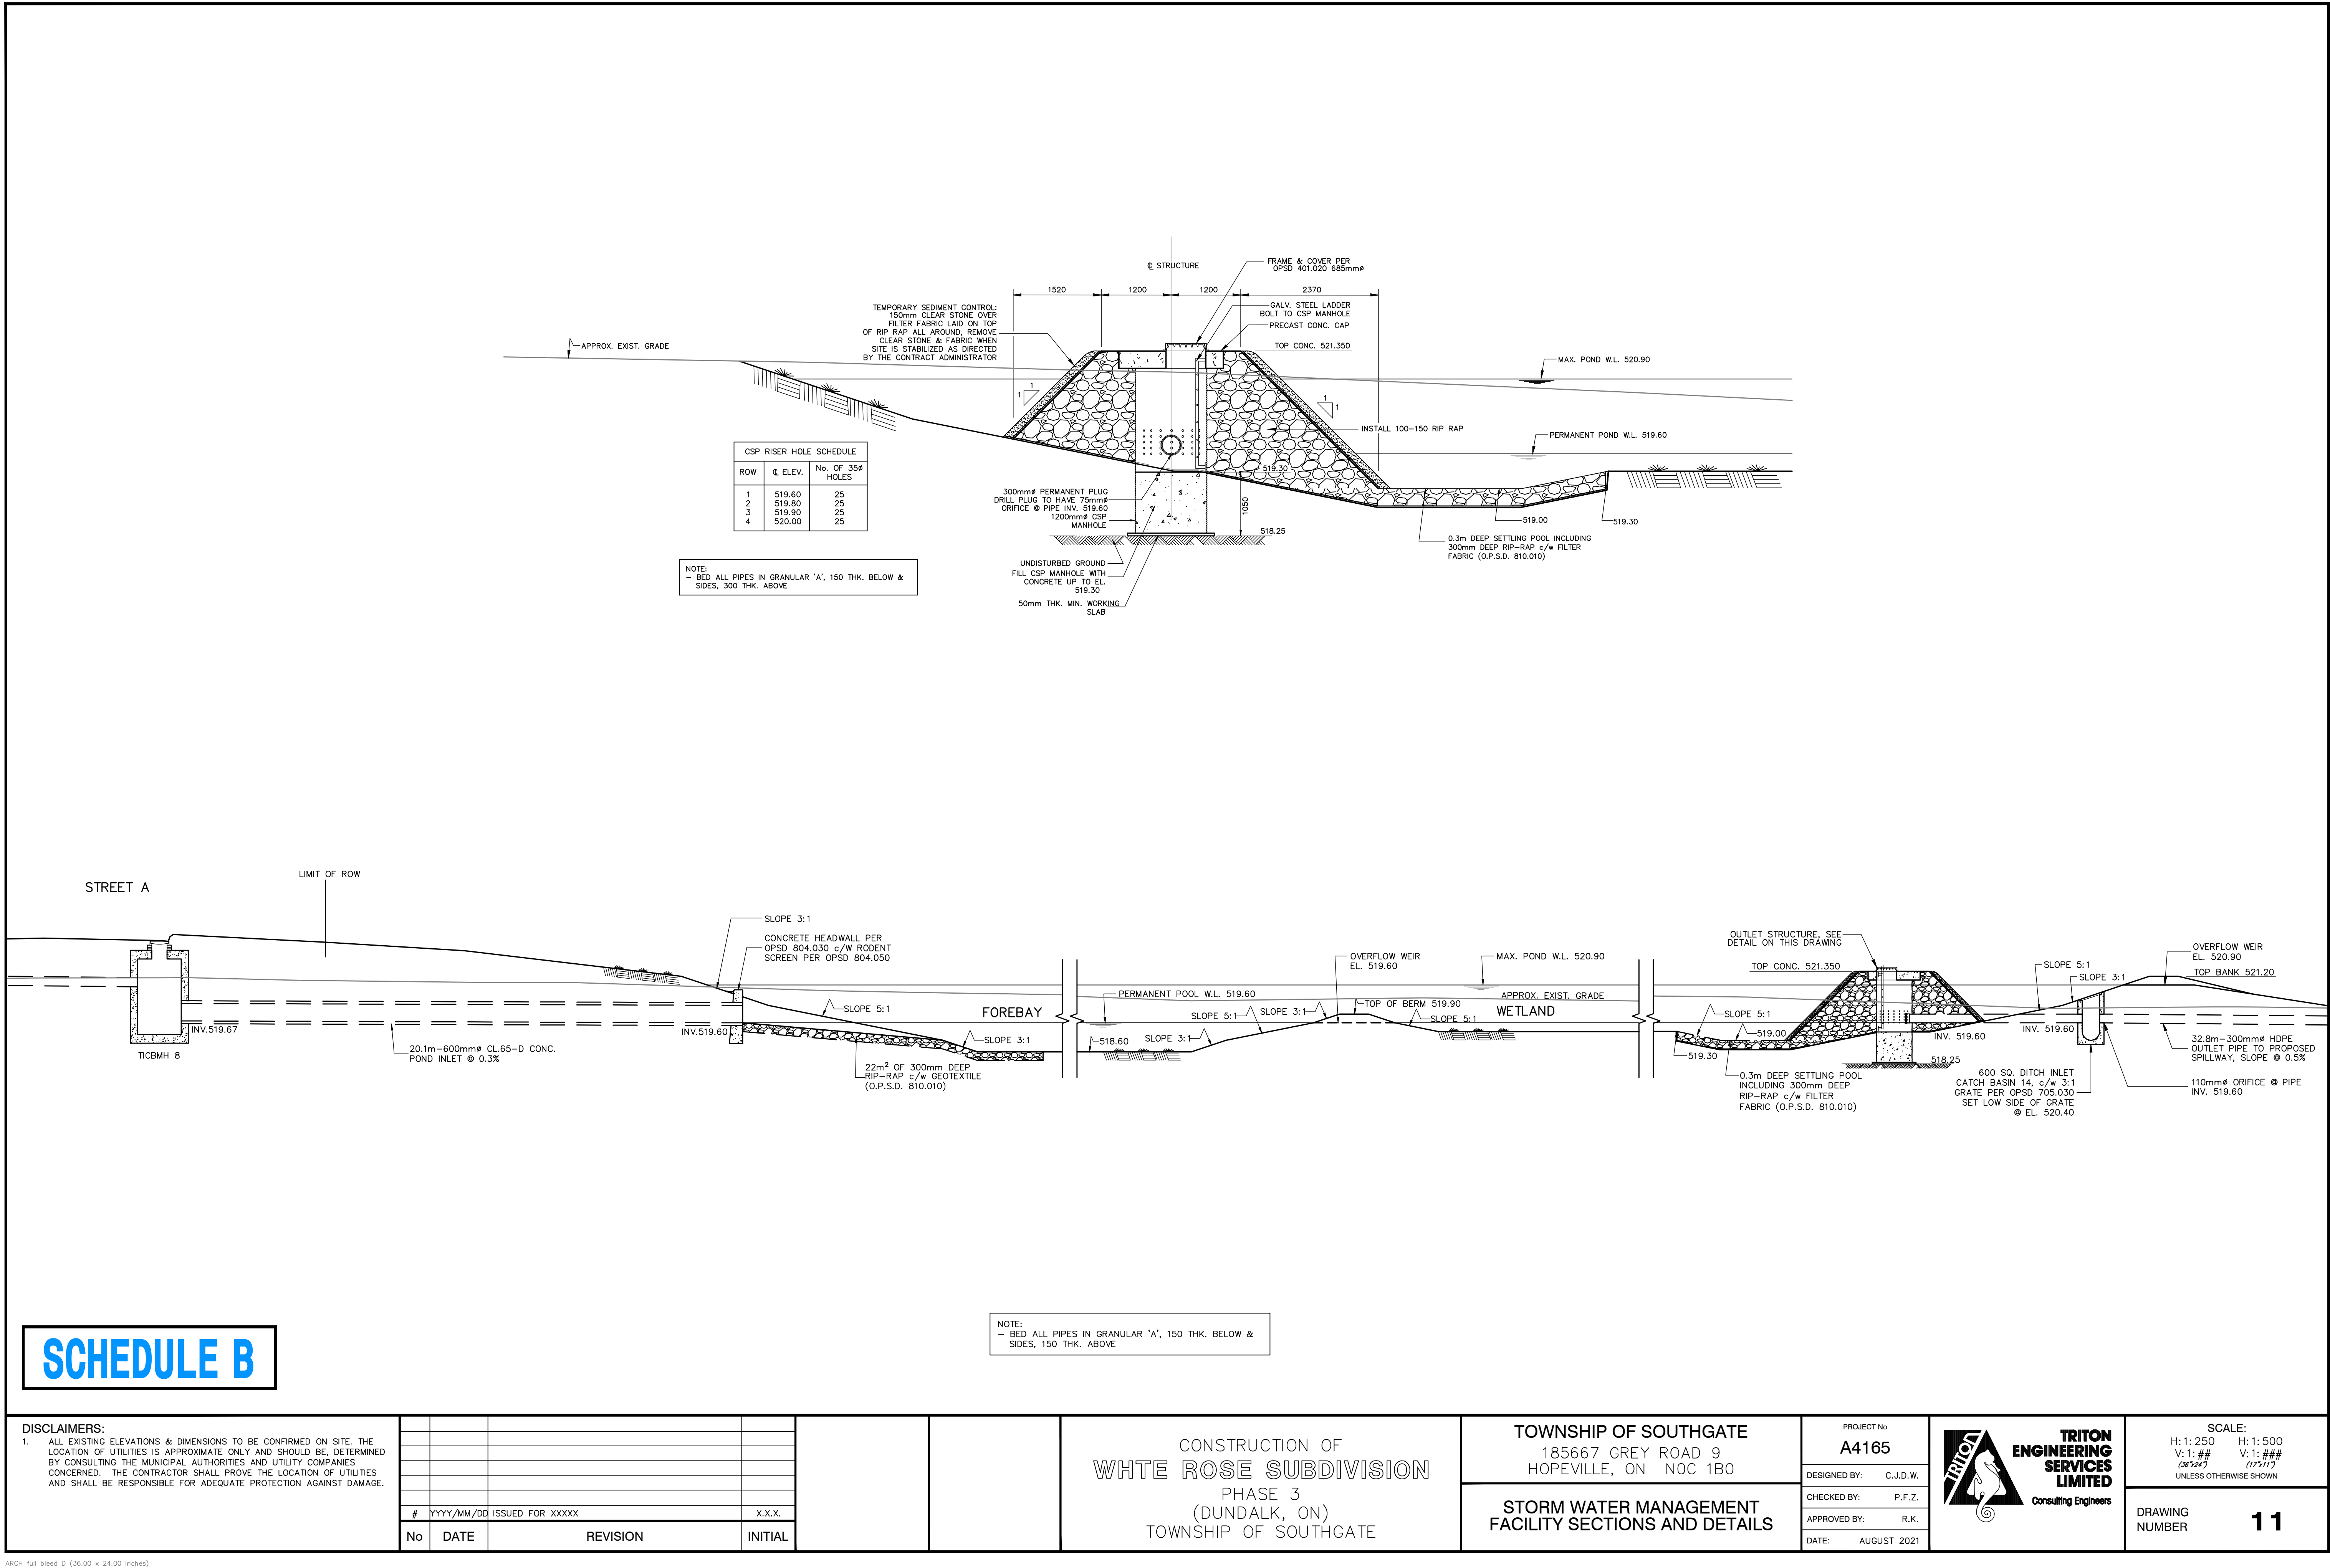 ℄ STRUCTURE
FRAME & COVER PER
OPSD 401.020 685mmø
1520
1200
1200
2370
TEMPORARY SEDIMENT CONTROL:
150mm CLEAR STONE OVER
FILTER FABRIC LAID ON TOP
OF RIP RAP ALL AROUND, REMOVE
CLEAR STONE & FABRIC WHEN
SITE IS STABILIZED AS DIRECTED
BY THE CONTRACT ADMINISTRATOR
GALV. STEEL LADDER
BOLT TO CSP MANHOLE
PRECAST CONC. CAP
TOP CONC. 521.350
APPROX. EXIST. GRADE
MAX. POND W.L. 520.90
1
1
1
1
INSTALL 100-150 RIP RAP
PERMANENT POND W.L. 519.60
CSP RISER HOLE SCHEDULE
ROW ℄ ELEV. No. OF 35ø HOLES
1 519.60 25
2 519.80 25
3 519.90 25
4 520.00 25
519.30
300mmø PERMANENT PLUG
DRILL PLUG TO HAVE 75mmø
ORIFICE @ PIPE INV. 519.60
1200mmø CSP
MANHOLE
1050
518.25
519.00
519.30
0.3m DEEP SETTLING POOL INCLUDING
300mm DEEP RIP-RAP c/w FILTER
FABRIC (O.P.S.D. 810.010)
UNDISTURBED GROUND
FILL CSP MANHOLE WITH
CONCRETE UP TO EL.
519.30
50mm THK. MIN. WORKING
SLAB
NOTE:
- BED ALL PIPES IN GRANULAR 'A', 150 THK. BELOW &
SIDES, 300 THK. ABOVE
STREET A
LIMIT OF ROW
SLOPE 3:1
CONCRETE HEADWALL PER
OPSD 804.030 c/W RODENT
SCREEN PER OPSD 804.050
INV.519.67
TICBMH 8
20.1m-600mmø CL.65-D CONC.
POND INLET @ 0.3%
INV.519.60
SLOPE 5:1
SLOPE 3:1
22m² OF 300mm DEEP
RIP-RAP c/w GEOTEXTILE
(O.P.S.D. 810.010)
FOREBAY
PERMANENT POOL W.L. 519.60
518.60
SLOPE 3:1
SLOPE 5:1
SLOPE 3:1
OVERFLOW WEIR
EL. 519.60
TOP OF BERM 519.90
SLOPE 5:1
MAX. POND W.L. 520.90
APPROX. EXIST. GRADE
WETLAND
OUTLET STRUCTURE, SEE
DETAIL ON THIS DRAWING
TOP CONC. 521.350
SLOPE 5:1
519.00
519.30
0.3m DEEP SETTLING POOL
INCLUDING 300mm DEEP
RIP-RAP c/w FILTER
FABRIC (O.P.S.D. 810.010)
INV. 519.60
518.25
SLOPE 5:1
SLOPE 3:1
INV. 519.60
600 SQ. DITCH INLET
CATCH BASIN 14, c/w 3:1
GRATE PER OPSD 705.030
SET LOW SIDE OF GRATE
@ EL. 520.40
OVERFLOW WEIR
EL. 520.90
TOP BANK 521.20
32.8m-300mmø HDPE
OUTLET PIPE TO PROPOSED
SPILLWAY, SLOPE @ 0.5%
110mmø ORIFICE @ PIPE
INV. 519.60
NOTE:
- BED ALL PIPES IN GRANULAR 'A', 150 THK. BELOW &
SIDES, 150 THK. ABOVE
SCHEDULE B
DISCLAIMERS:
1. ALL EXISTING ELEVATIONS & DIMENSIONS TO BE CONFIRMED ON SITE. THE
LOCATION OF UTILITIES IS APPROXIMATE ONLY AND SHOULD BE, DETERMINED
BY CONSULTING THE MUNICIPAL AUTHORITIES AND UTILITY COMPANIES
CONCERNED. THE CONTRACTOR SHALL PROVE THE LOCATION OF UTILITIES
AND SHALL BE RESPONSIBLE FOR ADEQUATE PROTECTION AGAINST DAMAGE.
# YYYY/MM/DD ISSUED FOR XXXXX X.X.X.
No DATE REVISION INITIAL
CONSTRUCTION OF
WHTE ROSE SUBDIVISION
PHASE 3
(DUNDALK, ON)
TOWNSHIP OF SOUTHGATE
TOWNSHIP OF SOUTHGATE
185667 GREY ROAD 9
HOPEVILLE, ON N0C 1B0
STORM WATER MANAGEMENT
FACILITY SECTIONS AND DETAILS
PROJECT No
A4165
DESIGNED BY: C.J.D.W.
CHECKED BY: P.F.Z.
APPROVED BY: R.K.
DATE: AUGUST 2021
TRITON
TRITON
ENGINEERING
SERVICES
LIMITED
Consulting Engineers
SCALE:
H: 1: 250 H: 1: 500
V: 1: ## V: 1: ###
(36"x24") (17"x11")
UNLESS OTHERWISE SHOWN
DRAWING
NUMBER
11
ARCH full bleed D (36.00 x 24.00 Inches)